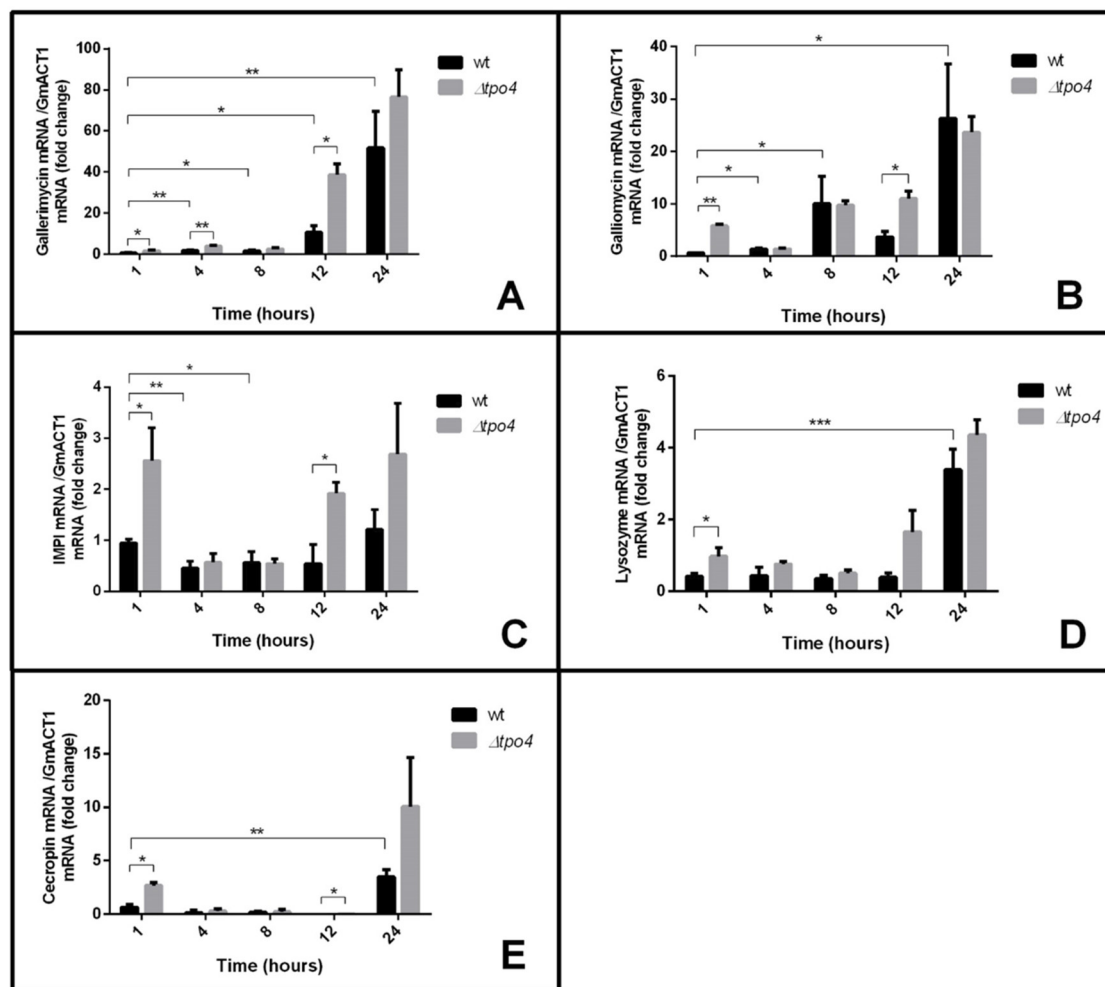 100
80
60
40
20
0
Gallerimycin mRNA /GmACT1
mRNA (fold change)
**
*
*
**
*
**
*
wt
Δtpo4
1 4 8 12 24
Time (hours)
A
40
30
20
10
0
Galliomycin mRNA /GmACT1
mRNA (fold change)
*
*
*
**
*
wt
Δtpo4
1 4 8 12 24
Time (hours)
B
4
3
2
1
0
IMPI mRNA /GmACT1
mRNA (fold change)
*
**
*
*
wt
Δtpo4
1 4 8 12 24
Time (hours)
C
6
4
2
0
Lysozyme mRNA /GmACT1
mRNA (fold change)
***
*
wt
Δtpo4
1 4 8 12 24
Time (hours)
D
20
15
10
5
0
Cecropin mRNA /GmACT1
mRNA (fold change)
**
*
*
wt
Δtpo4
1 4 8 12 24
Time (hours)
E